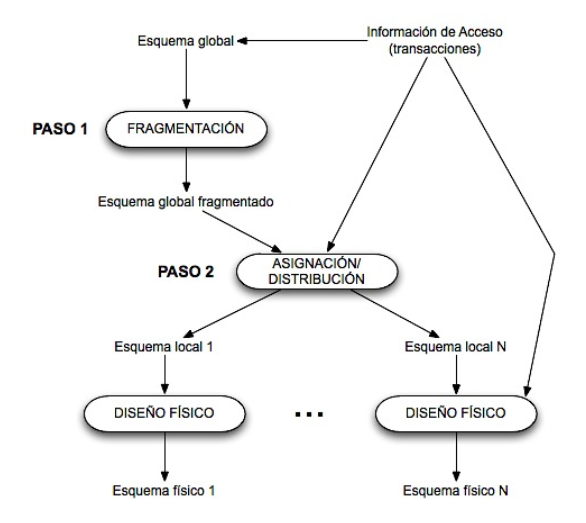 Información de Acceso
(transacciones)
Esquema global
PASO 1
FRAGMENTACIÓN
Esquema global fragmentado
PASO 2
ASIGNACIÓN/
DISTRIBUCIÓN
Esquema local 1
Esquema local N
DISEÑO FÍSICO
...
DISEÑO FÍSICO
Esquema físico 1
Esquema físico N